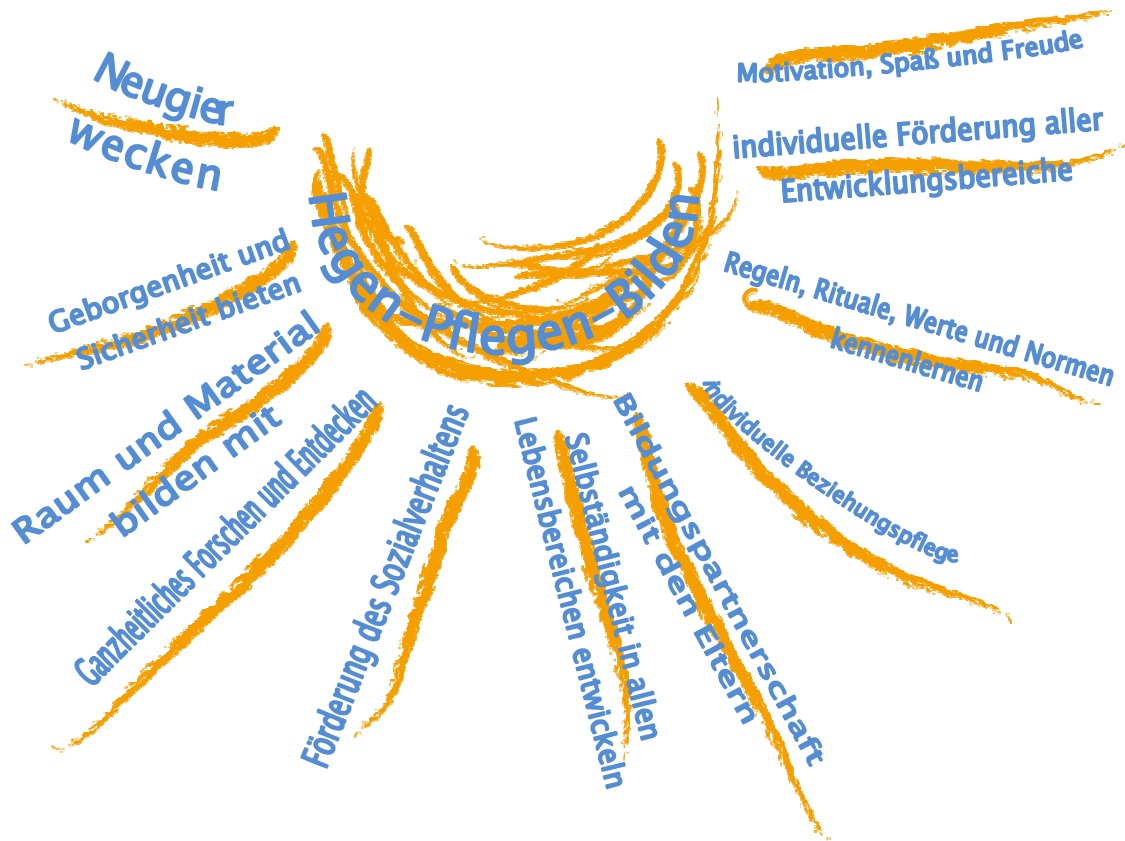 Neugier
wecken
Geborgenheit und
Sicherheit bieten
Raum und Material
bilden mit
Ganzheitliches Forschen und Entdecken
Förderung des Sozialverhaltens
Hegen-Pflegen-Bilden
Selbständigkeit in allen
Lebensbereichen entwickeln
Bildungspartnerschaft
mit den Eltern
individuelle Beziehungspflege
Regeln, Rituale, Werte und Normen
kennenlernen
individuelle Förderung aller
Entwicklungsbereiche
Motivation, Spaß und Freude